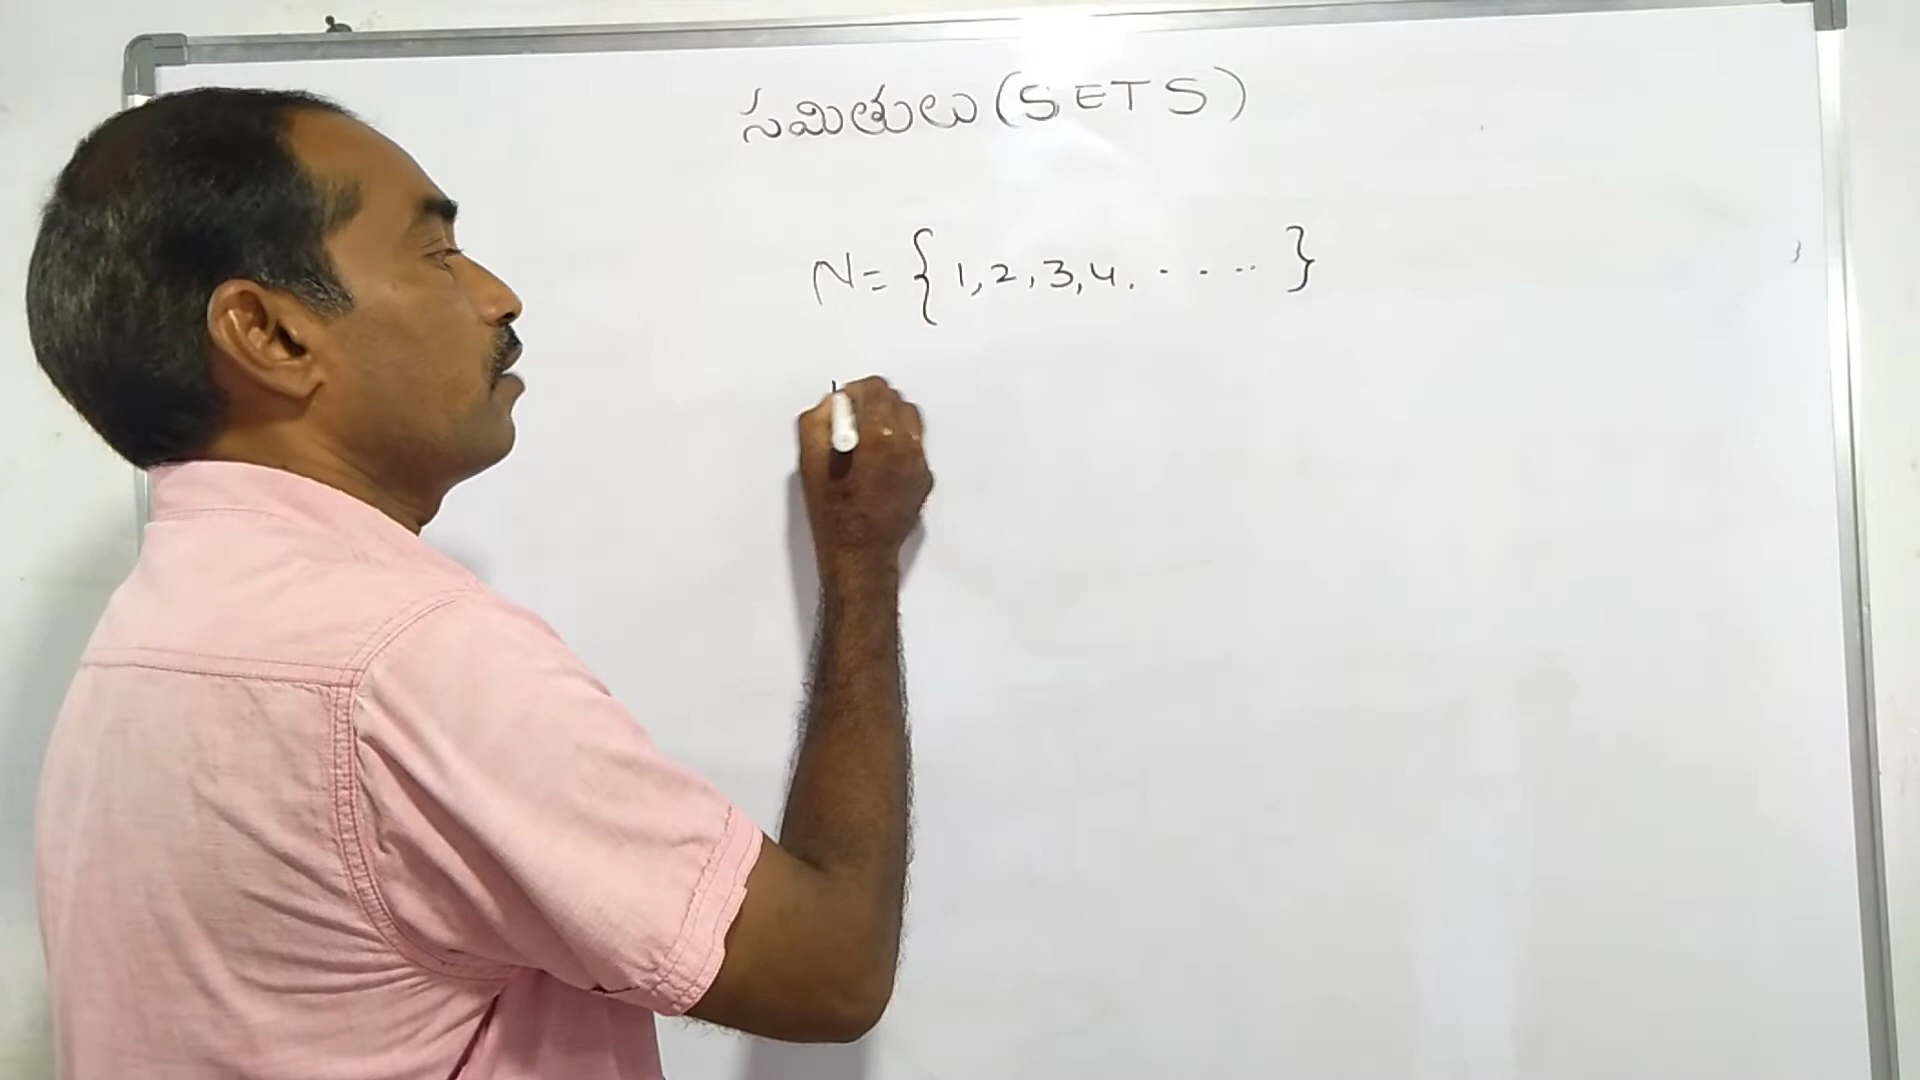 సమితులు (SETS)
N = { 1, 2, 3, 4, . . . . . }